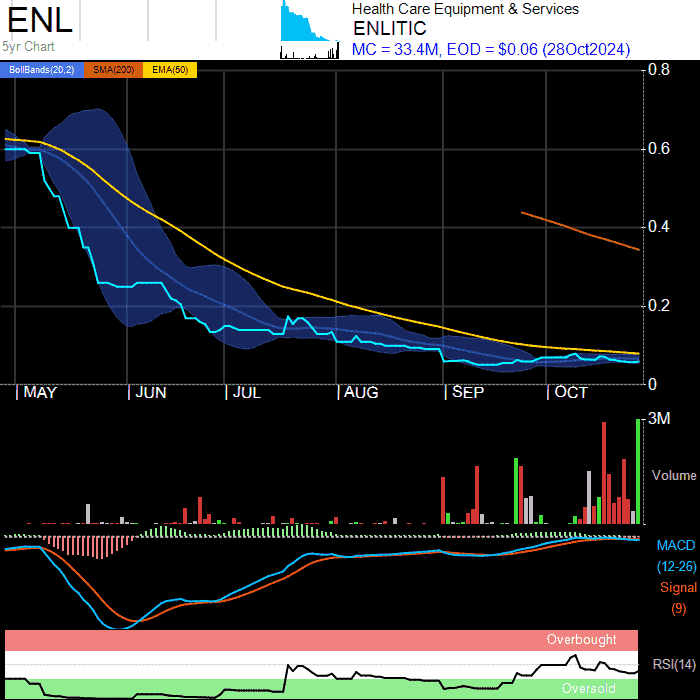 ENL
5yr Chart
Health Care Equipment & Services
ENLITIC
MC = 33.4M, EOD = $0.06 (28Oct2024)
BollBands(20,2) SMA(200) EMA(50)
0.8
0.6
0.4
0.2
0
MAY JUN JUL AUG SEP OCT
3M
Volume
MACD
(12-26)
Signal
(9)
Overbought
RSI(14)
Oversold